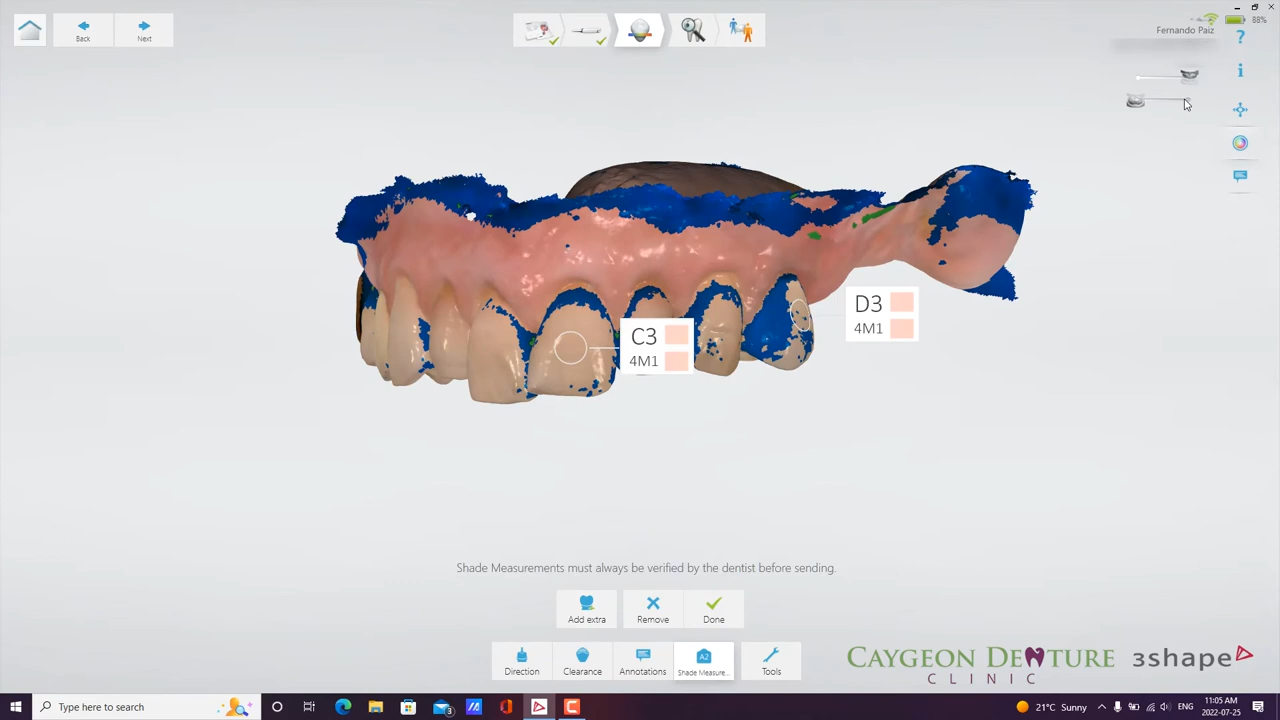 88%
Fernando Paiz
Back
Next
?
i
C3
4M1
D3
4M1
Shade Measurements must always be verified by the dentist before sending.
Add extra
Remove
Done
Direction
Clearance
Annotations
A2
Shade Measure...
Tools
CAYGEON DENTURE
CLINIC
3shape
Type here to search
3
21°C Sunny
ENG
11:05 AM
2022-07-25